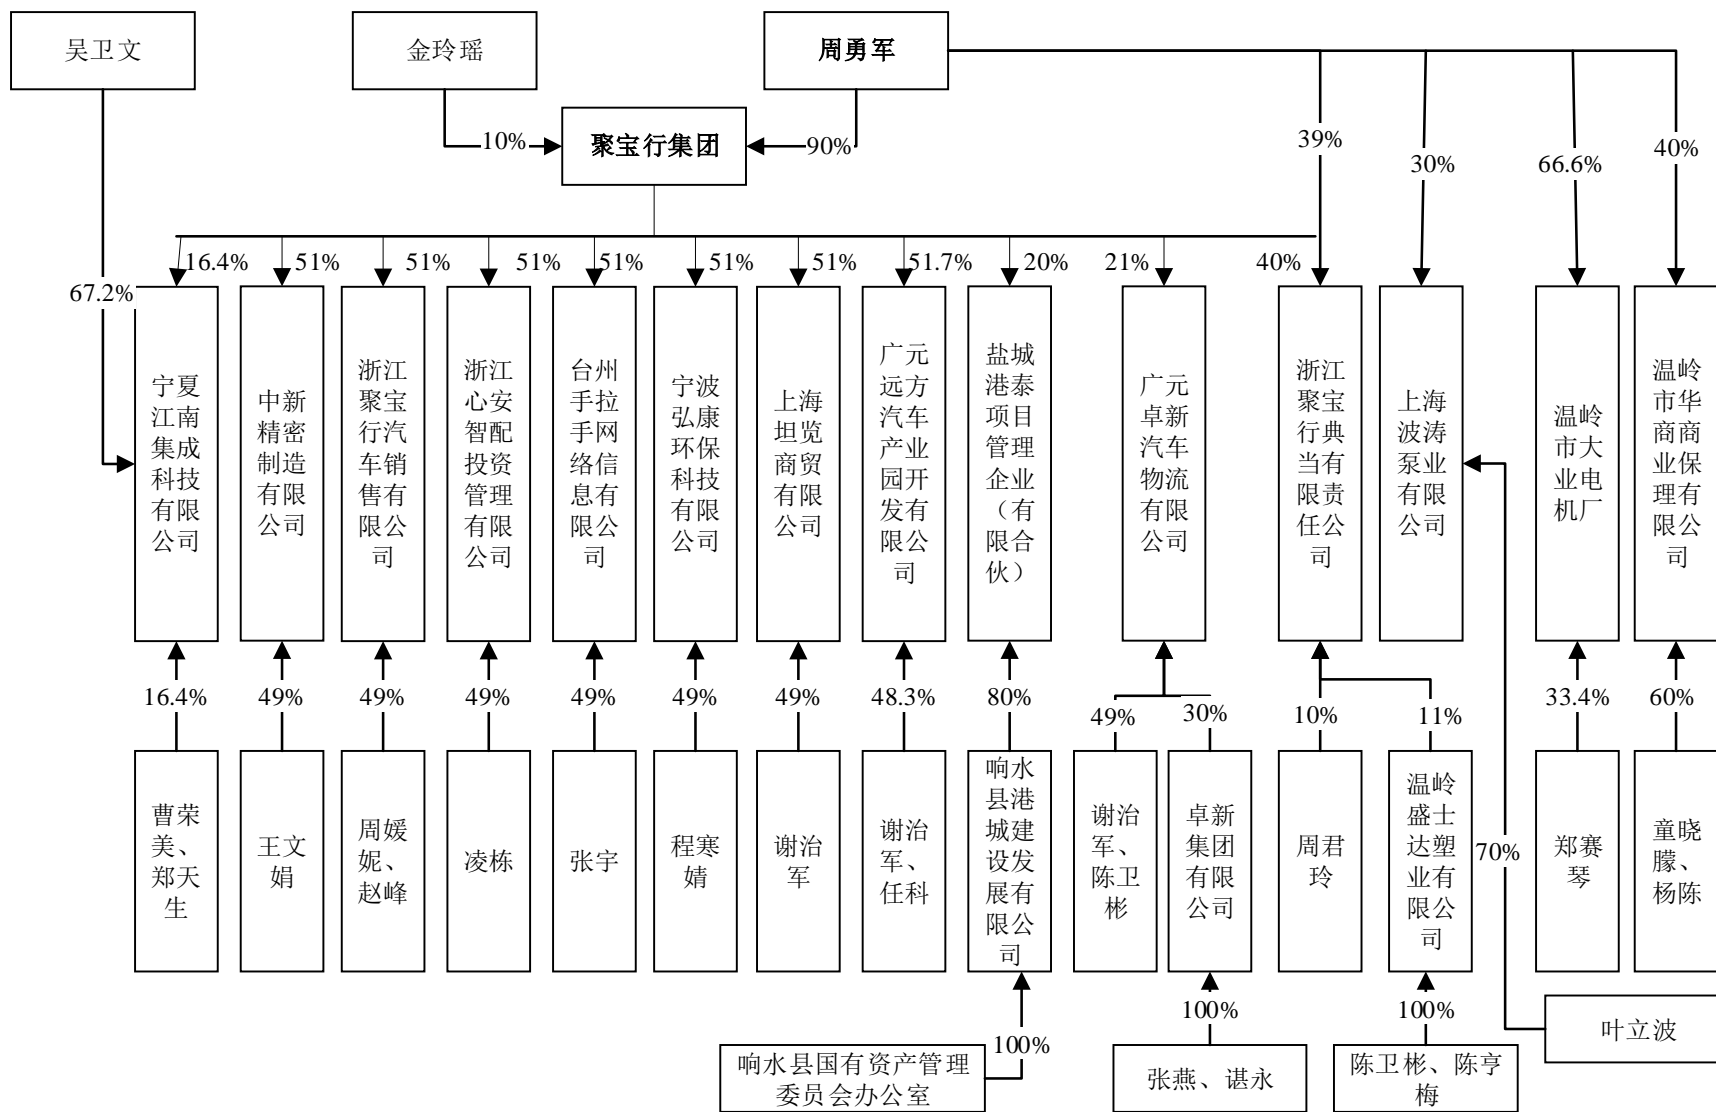 吴卫文
金玲瑶
周勇军
10%
聚宝行集团
90%
39%
30%
66.6%
40%
67.2%
16.4%
51%
51%
51%
51%
51%
51%
51.7%
20%
21%
40%
宁夏
江南
集成
科技
有限
公司
中新
精密
制造
有限
公司
浙江
聚宝
行汽
车销
售有
限公
司
浙江
心安
智配
投资
管理
有限
公司
台州
手拉
手网
络信
息有
限公
司
宁波
弘康
环保
科技
有限
公司
上海
坦览
商贸
有限
公司
广元
远方
汽车
产业
园开
发有
限公
司
盐城
港泰
项目
管理
企业
（有
限合
伙）
广元
卓新
汽车
物流
有限
公司
浙江
聚宝
行典
当有
限责
任公
司
上海
波涛
泵业
有限
公司
温岭
市大
业电
机厂
温岭
市华
商商
业保
理有
限公
司
16.4%
49%
49%
49%
49%
49%
49%
48.3%
80%
49%
30%
10%
11%
33.4%
60%
曹荣
美、
郑天
生
王文
娟
周媛
妮、
赵峰
凌栋
张宇
程寒
婧
谢治
军
谢治
军、
任科
响水
县港
城建
设发
展有
限公
司
谢治
军、
陈卫
彬
卓新
集团
有限
公司
周君
玲
温岭
盛士
达塑
业有
限公
司
70%
郑赛
琴
童晓
朦、
杨陈
100%
100%
100%
响水县国有资产管理
委员会办公室
张燕、谌永
陈卫彬、陈亨
梅
叶立波